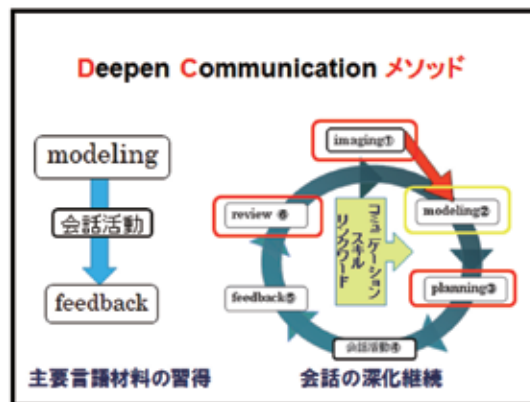 Deepen Communication メソッド
modeling
会話活動
feedback
主要言語材料の習得
imaging①
modeling②
planning③
会話活動④
feedback⑤
review⑥
コミュニケーション
スキル
リンクワード
会話の深化継続